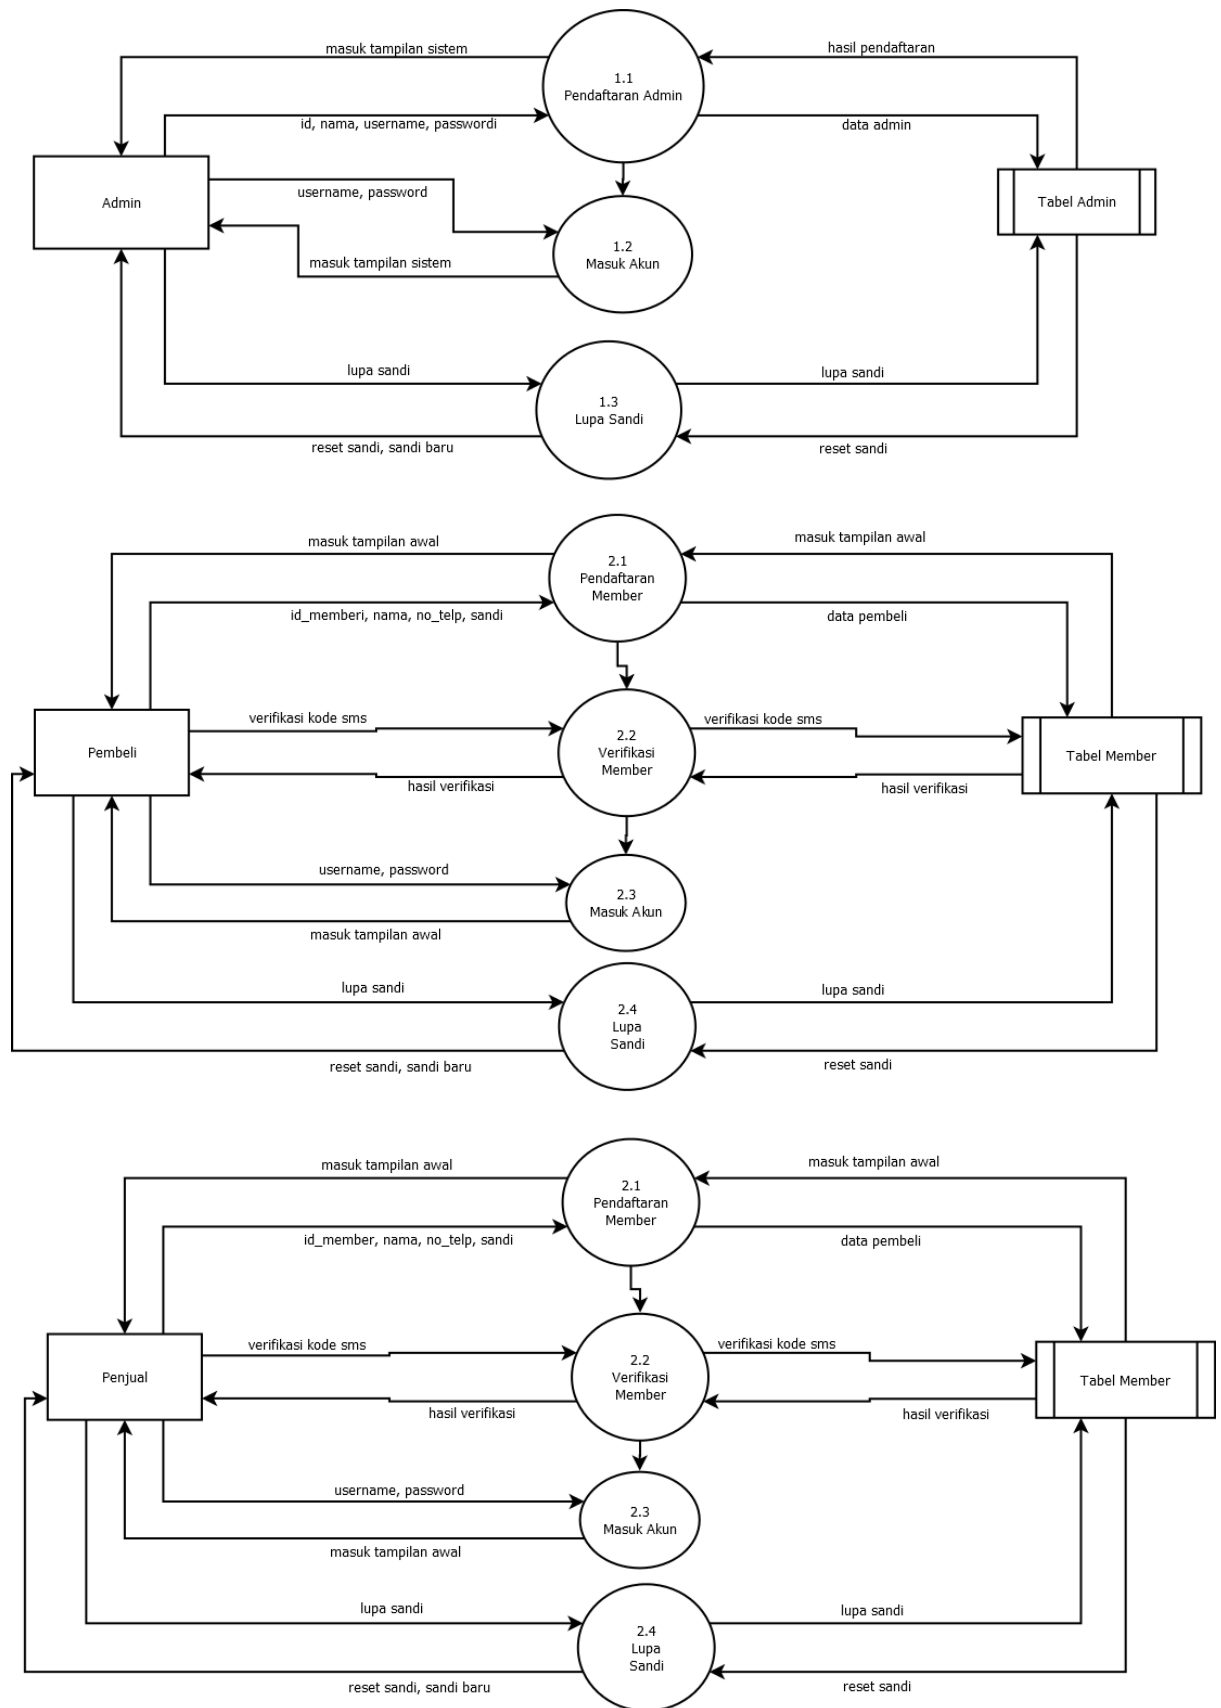 masuk tampilan sistem
hasil pendaftaran
1.1
Pendaftaran Admin
id, nama, username, passwordi
data admin
Admin
username, password
Tabel Admin
1.2
Masuk Akun
masuk tampilan sistem
lupa sandi
lupa sandi
1.3
Lupa Sandi
reset sandi, sandi baru
reset sandi
masuk tampilan awal
masuk tampilan awal
2.1
Pendaftaran
Member
id_memberi, nama, no_telp, sandi
data pembeli
verifikasi kode sms
verifikasi kode sms
Pembeli
2.2
Verifikasi
Member
Tabel Member
hasil verifikasi
hasil verifikasi
username, password
2.3
Masuk Akun
masuk tampilan awal
lupa sandi
lupa sandi
2.4
Lupa
Sandi
reset sandi, sandi baru
reset sandi
masuk tampilan awal
masuk tampilan awal
2.1
Pendaftaran
Member
id_member, nama, no_telp, sandi
data pembeli
verifikasi kode sms
verifikasi kode sms
Penjual
2.2
Verifikasi
Member
Tabel Member
hasil verifikasi
hasil verifikasi
username, password
2.3
Masuk Akun
masuk tampilan awal
lupa sandi
lupa sandi
2.4
Lupa
Sandi
reset sandi, sandi baru
reset sandi